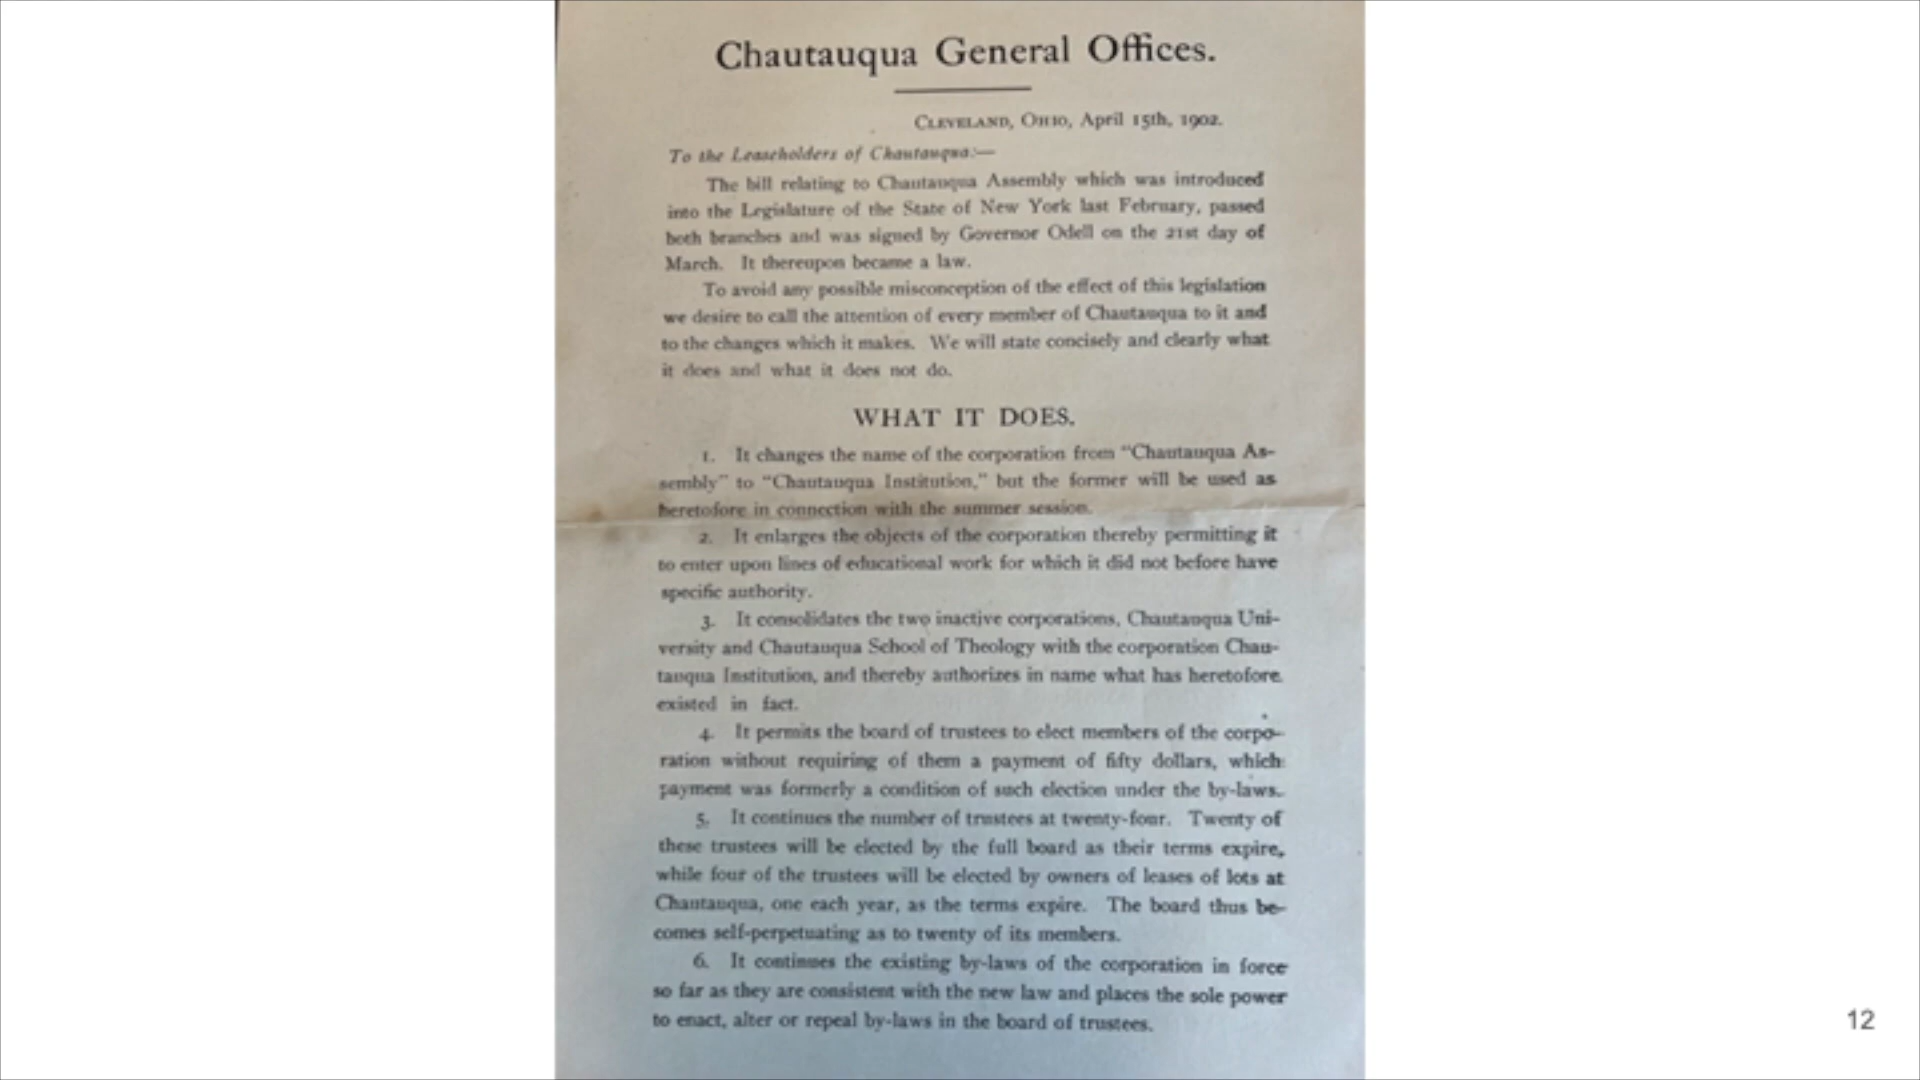 Chautauqua General Offices.
CLEVELAND, OHIO, April 15th, 1902.
To the Leaseholders of Chautauqua:—
The bill relating to Chautauqua Assembly which was introduced
into the Legislature of the State of New York last February, passed
both branches and was signed by Governor Odell on the 21st day of
March. It thereupon became a law.
To avoid any possible misconception of the effect of this legislation
we desire to call the attention of every member of Chautauqua to it and
to the changes which it makes. We will state concisely and clearly what
it does and what it does not do.
WHAT IT DOES.
1. It changes the name of the corporation from "Chautauqua As-
sembly" to "Chautauqua Institution," but the former will be used as
heretofore in connection with the summer session.
2. It enlarges the objects of the corporation thereby permitting it
to enter upon lines of educational work for which it did not before have
specific authority.
3. It consolidates the two inactive corporations, Chautauqua Uni-
versity and Chautauqua School of Theology with the corporation Chau-
tauqua Institution, and thereby authorizes in name what has heretofore
existed in fact.
4. It permits the board of trustees to elect members of the corpo-
ration without requiring of them a payment of fifty dollars, which
payment was formerly a condition of such election under the by-laws.
5. It continues the number of trustees at twenty-four. Twenty of
these trustees will be elected by the full board as their terms expire,
while four of the trustees will be elected by owners of leases of lots at
Chautauqua, one each year, as the terms expire. The board thus be-
comes self-perpetuating as to twenty of its members.
6. It continues the existing by-laws of the corporation in force
so far as they are consistent with the new law and places the sole power
to enact, alter or repeal by-laws in the board of trustees.
12